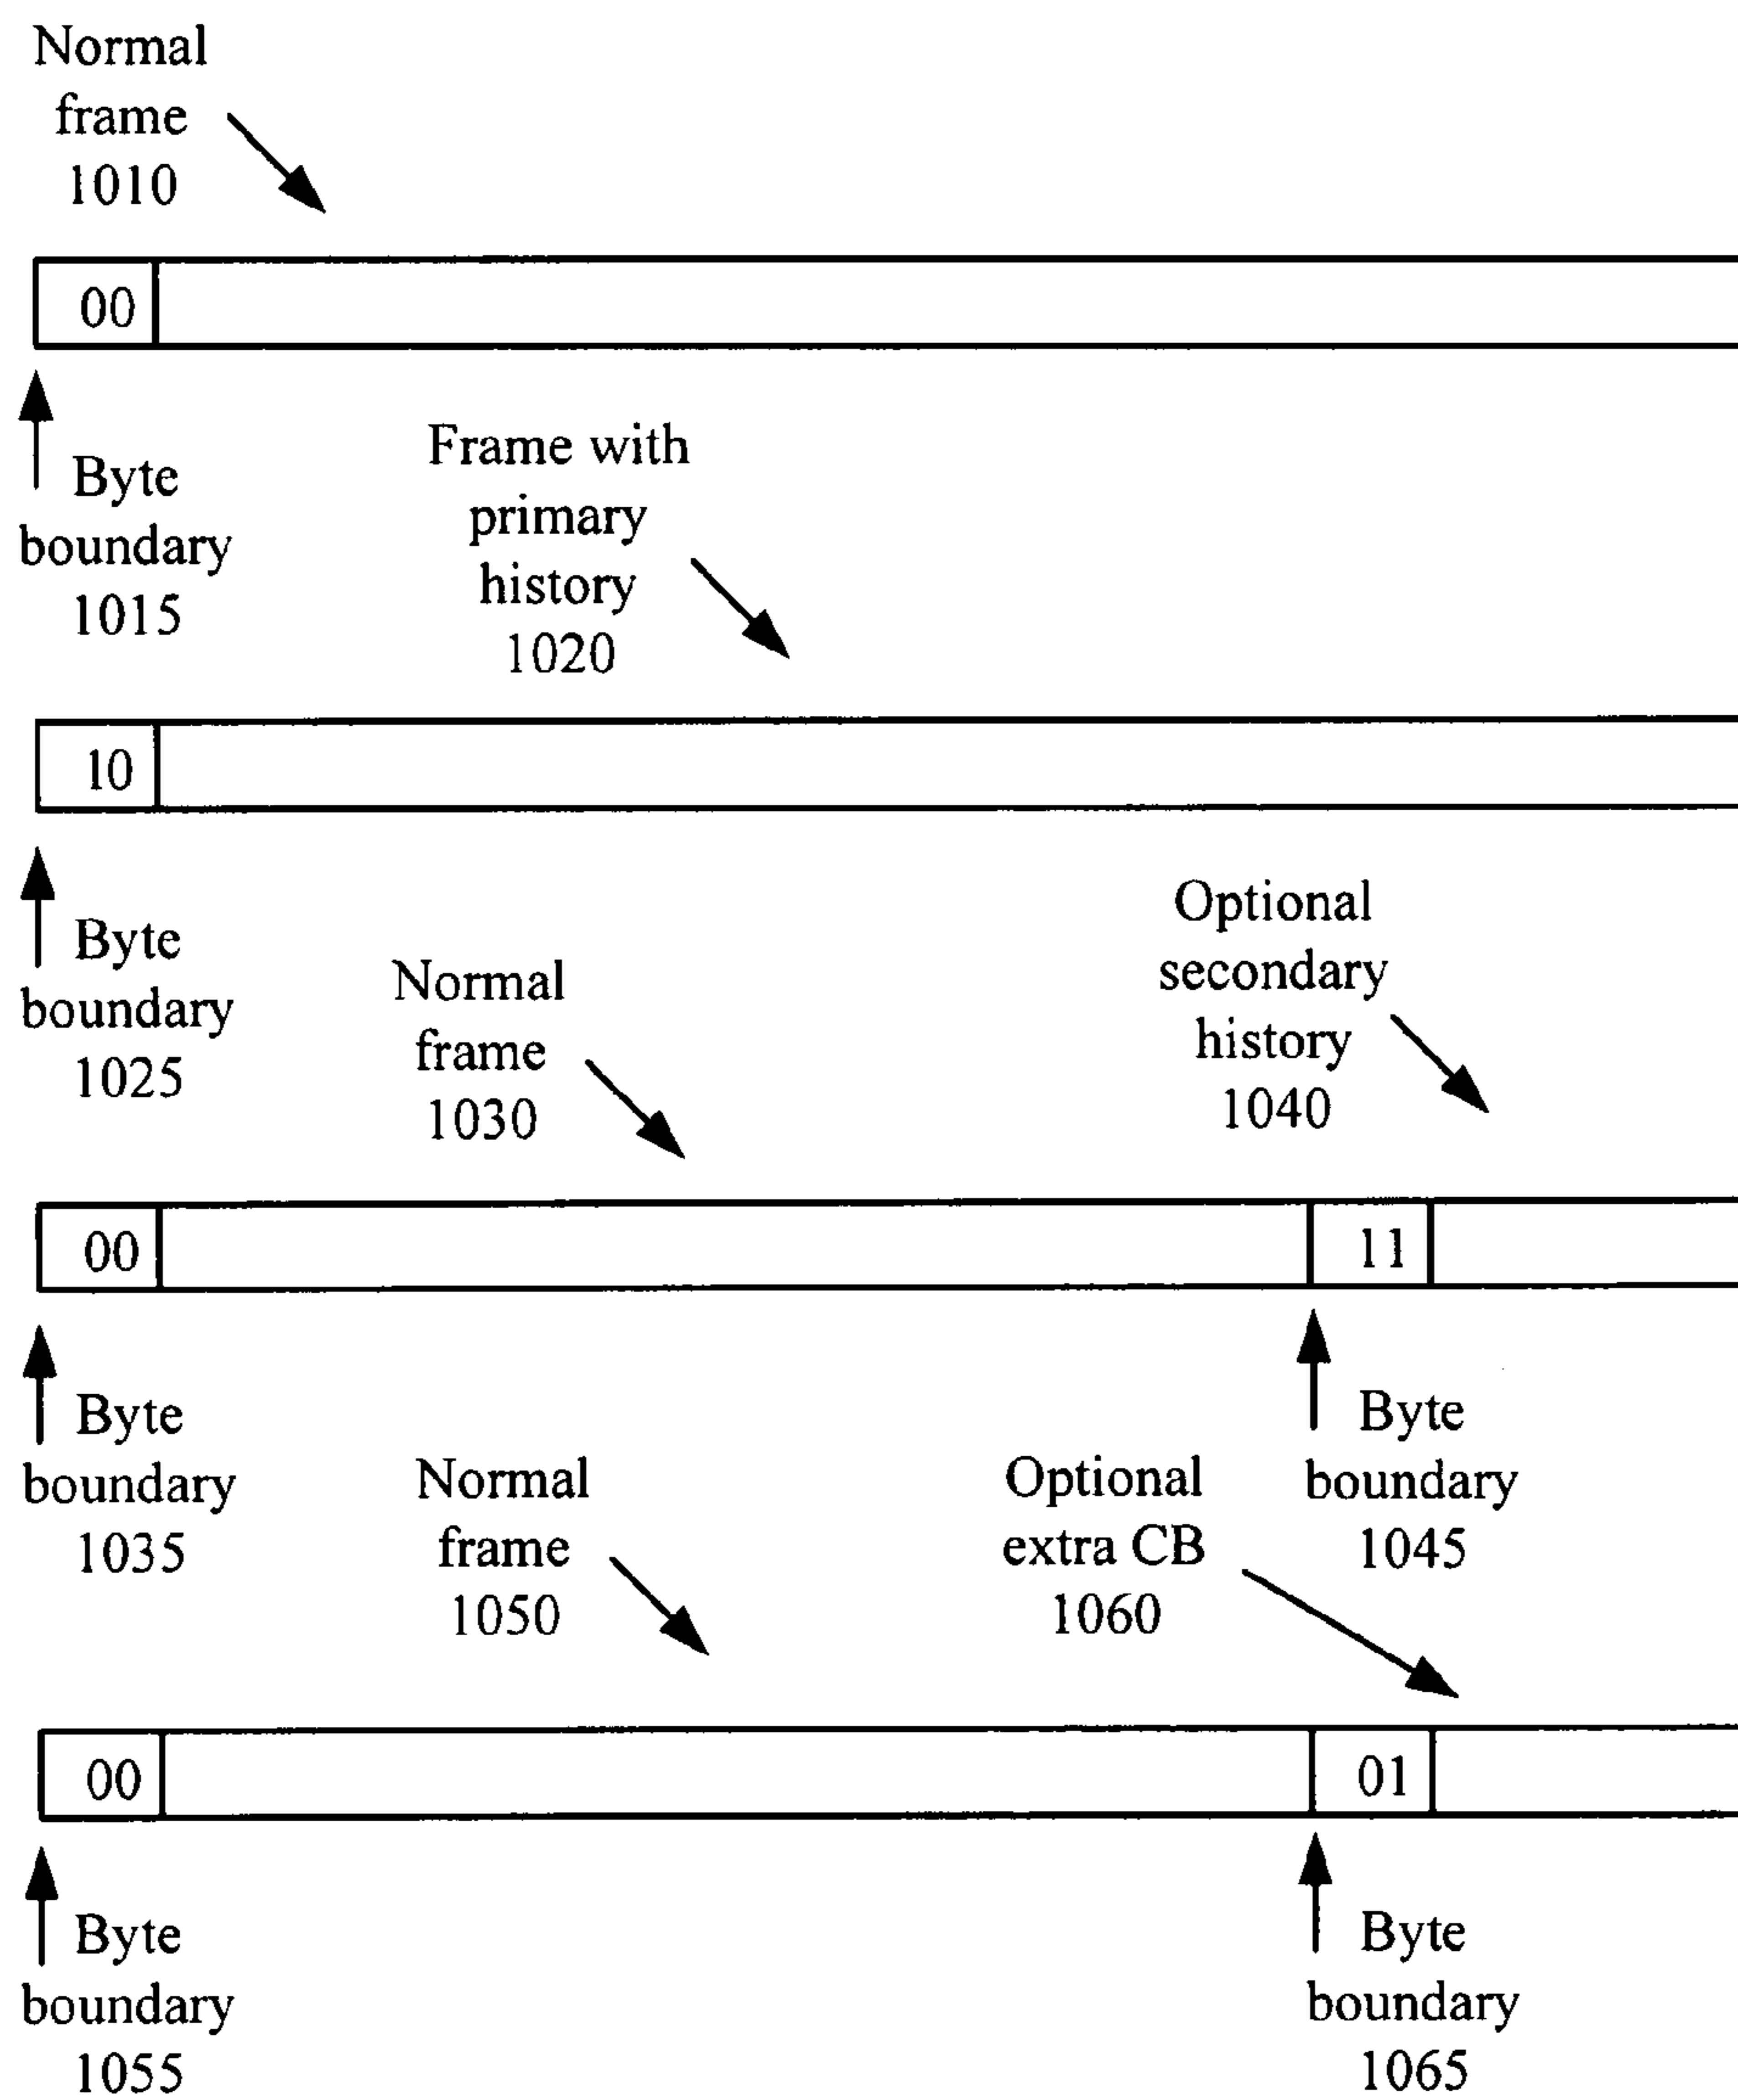 Normal
frame
1010
00
Byte
boundary
1015
Frame with
primary
history
1020
10
Byte
boundary
1025
Normal
frame
1030
Optional
secondary
history
1040
00
11
Byte
boundary
1035
Byte
boundary
1045
Normal
frame
1050
Optional
extra CB
1060
00
01
Byte
boundary
1055
Byte
boundary
1065